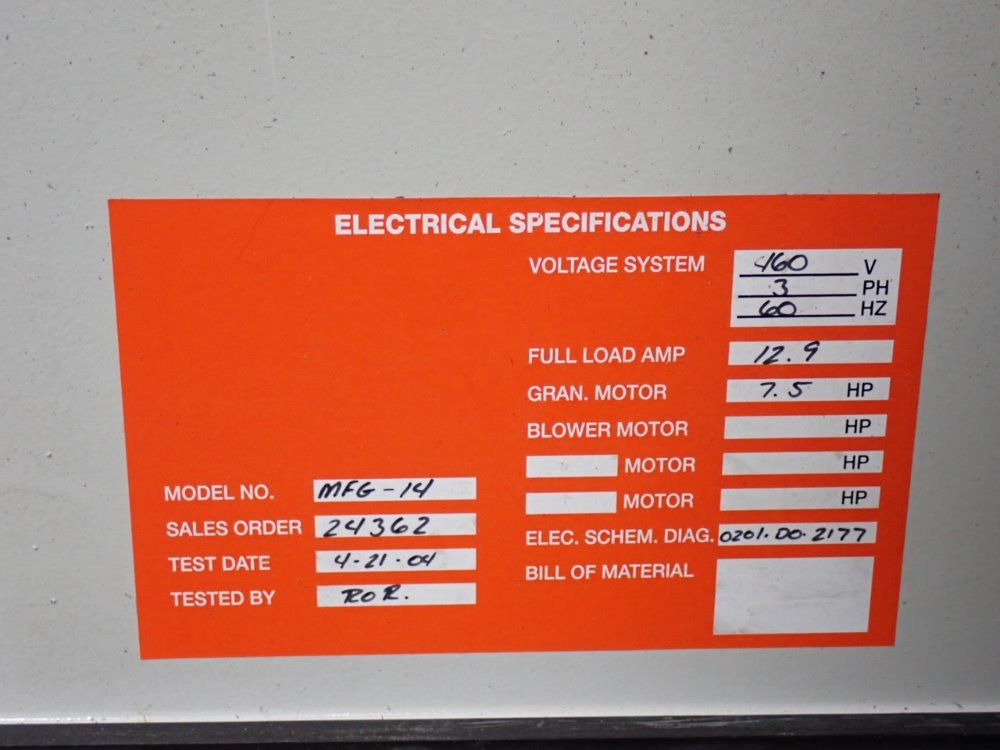 ELECTRICAL SPECIFICATIONS
VOLTAGE SYSTEM 460 V
3 PH
60 HZ
FULL LOAD AMP 12.9
GRAN. MOTOR 7.5 HP
BLOWER MOTOR HP
MOTOR HP
MOTOR HP
ELEC. SCHEM. DIAG. 0201.DO.2177
BILL OF MATERIAL
MODEL NO. MFG-14
SALES ORDER 24362
TEST DATE 4-21-04
TESTED BY ROR.